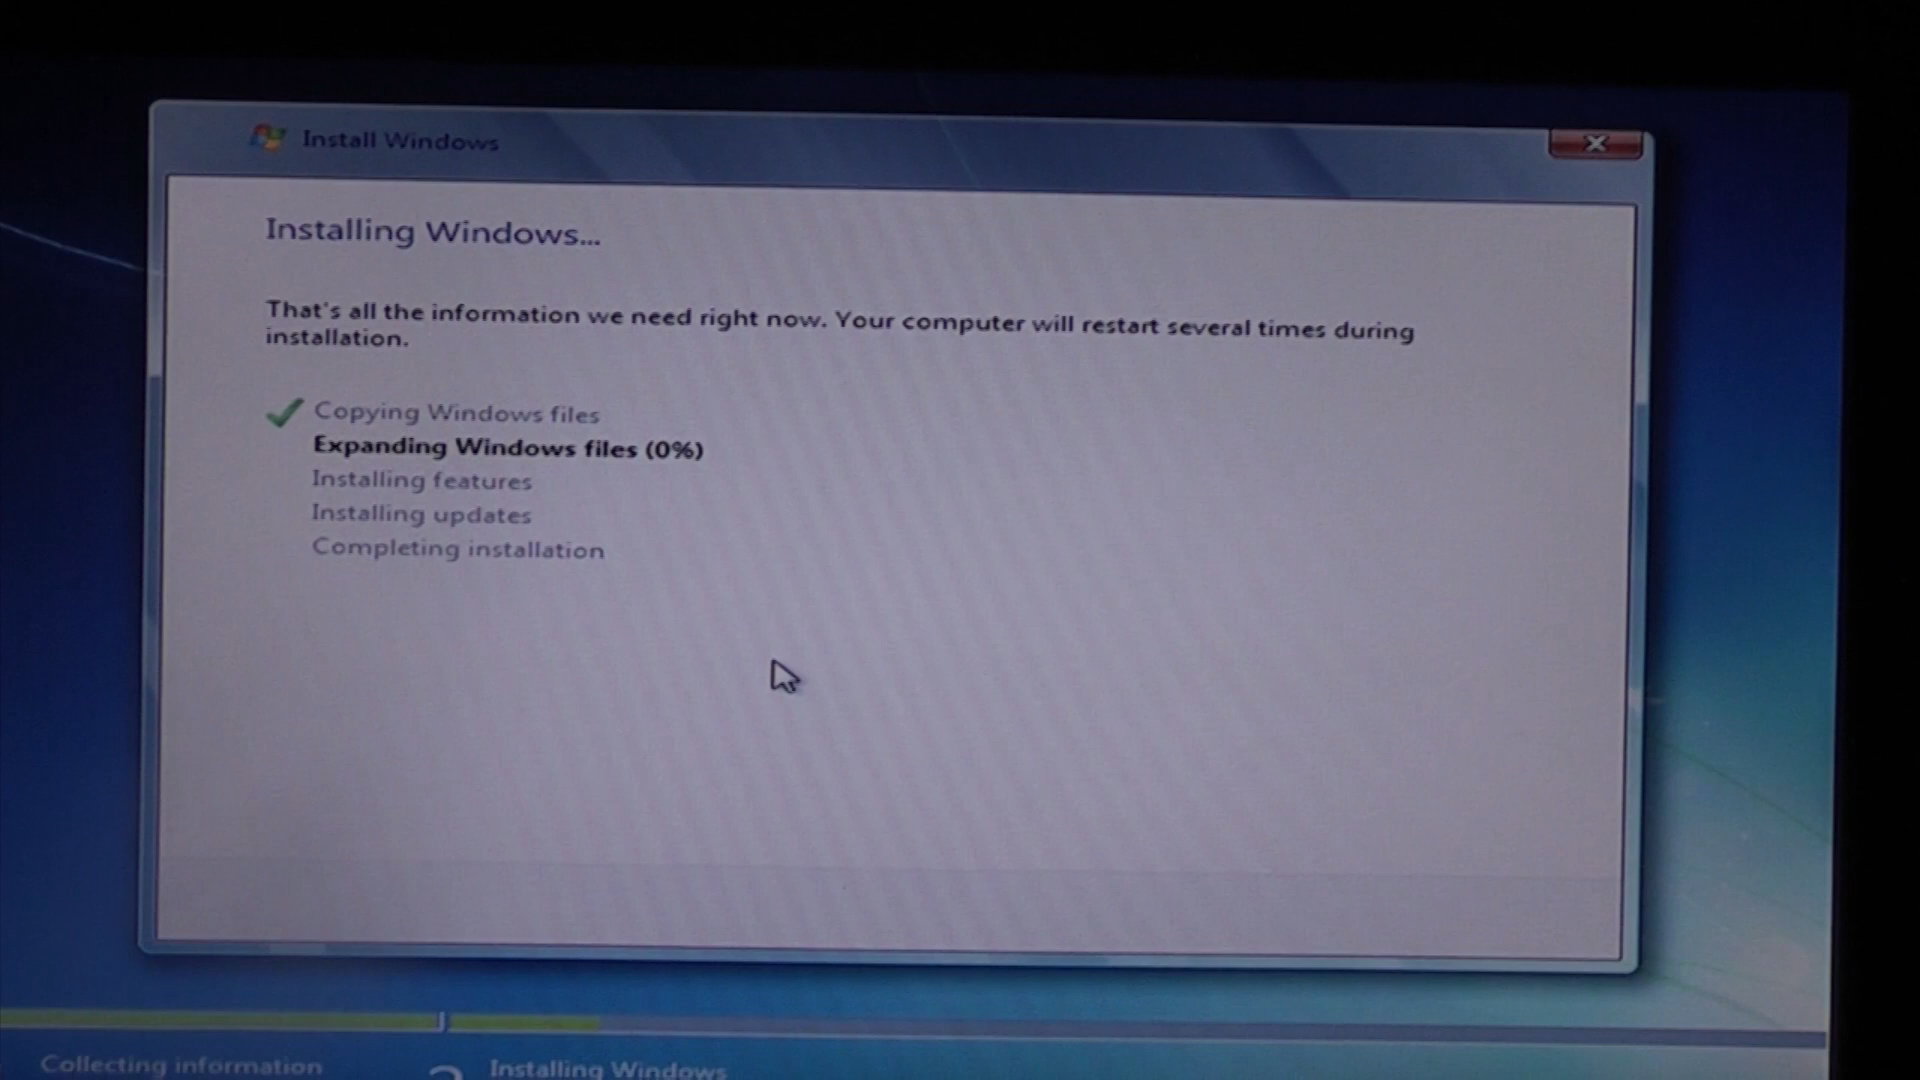 Install Windows
Installing Windows...
That's all the information we need right now. Your computer will restart several times during
installation.
Copying Windows files
Expanding Windows files (0%)
Installing features
Installing updates
Completing installation
Collecting information
2 Installing Windows